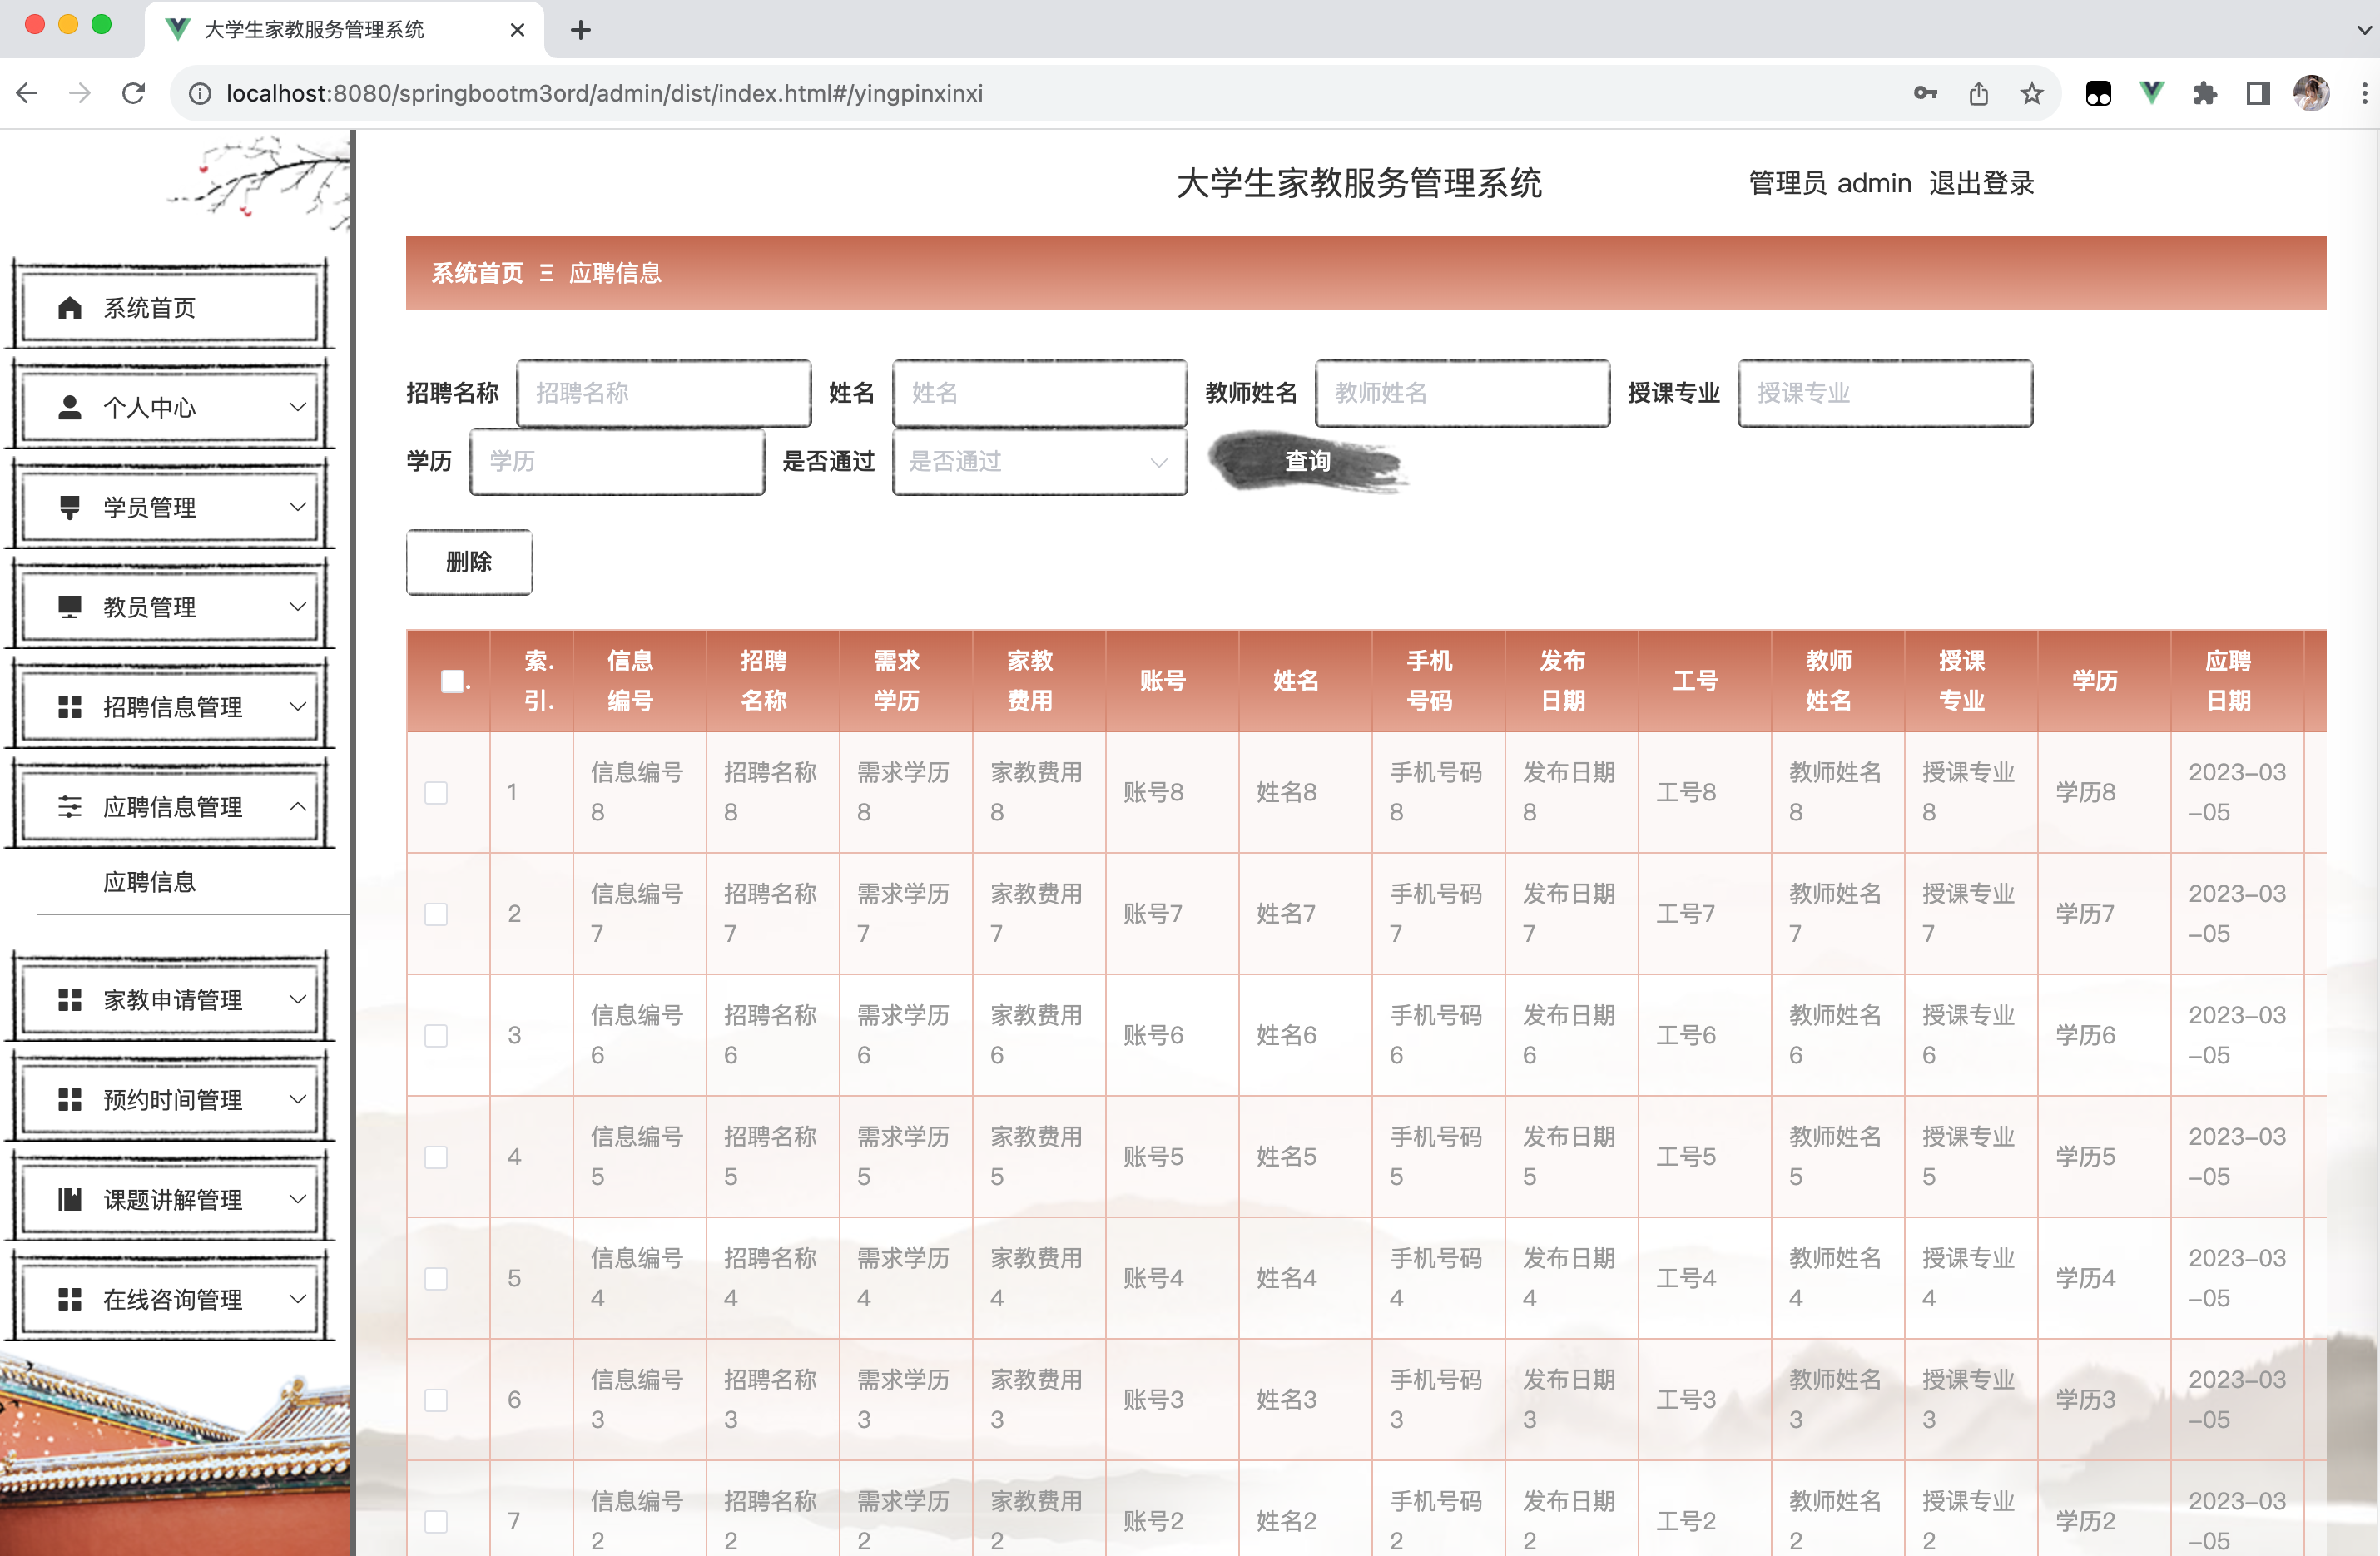 大学生家教服务管理系统
localhost:8080/springbootm3ord/admin/dist/index.html#/yingpinxinxi
大学生家教服务管理系统 管理员 admin 退出登录
系统首页 Ξ 应聘信息
系统首页
个人中心
学员管理
教员管理
招聘信息管理
应聘信息管理
应聘信息
家教申请管理
预约时间管理
课题讲解管理
在线咨询管理
招聘名称 招聘名称 姓名 姓名 教师姓名 教师姓名 授课专业 授课专业
学历 学历 是否通过 是否通过 查询
删除
. 索.引. 信息编号 招聘名称 需求学历 家教费用 账号 姓名 手机号码 发布日期 工号 教师姓名 授课专业 学历 应聘日期
1 信息编号8 招聘名称8 需求学历8 家教费用8 账号8 姓名8 手机号码8 发布日期8 工号8 教师姓名8 授课专业8 学历8 2023-03-05
2 信息编号7 招聘名称7 需求学历7 家教费用7 账号7 姓名7 手机号码7 发布日期7 工号7 教师姓名7 授课专业7 学历7 2023-03-05
3 信息编号6 招聘名称6 需求学历6 家教费用6 账号6 姓名6 手机号码6 发布日期6 工号6 教师姓名6 授课专业6 学历6 2023-03-05
4 信息编号5 招聘名称5 需求学历5 家教费用5 账号5 姓名5 手机号码5 发布日期5 工号5 教师姓名5 授课专业5 学历5 2023-03-05
5 信息编号4 招聘名称4 需求学历4 家教费用4 账号4 姓名4 手机号码4 发布日期4 工号4 教师姓名4 授课专业4 学历4 2023-03-05
6 信息编号3 招聘名称3 需求学历3 家教费用3 账号3 姓名3 手机号码3 发布日期3 工号3 教师姓名3 授课专业3 学历3 2023-03-05
7 信息编号2 招聘名称2 需求学历2 家教费用2 账号2 姓名2 手机号码2 发布日期2 工号2 教师姓名2 授课专业2 学历2 2023-03-05